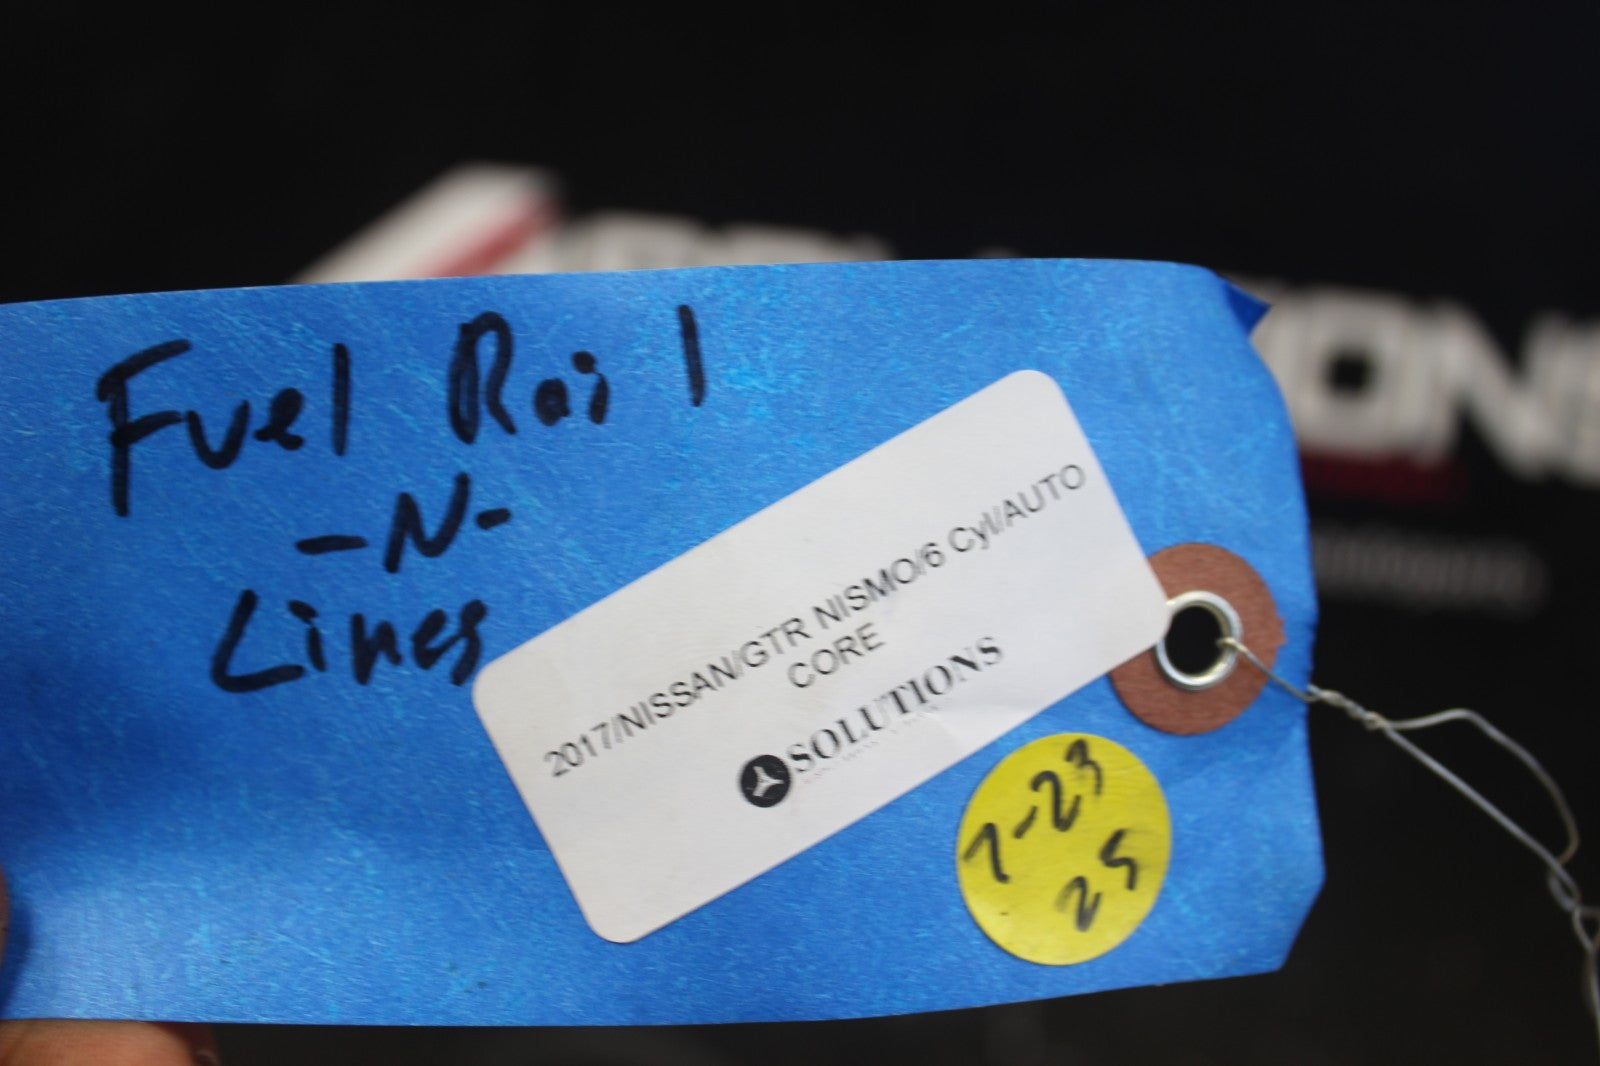 Fuel Rail
-N-
Lines
2017/NISSAN/GTR NISMO/6 Cyl/AUTO
CORE
SOLUTIONS
7-23
25